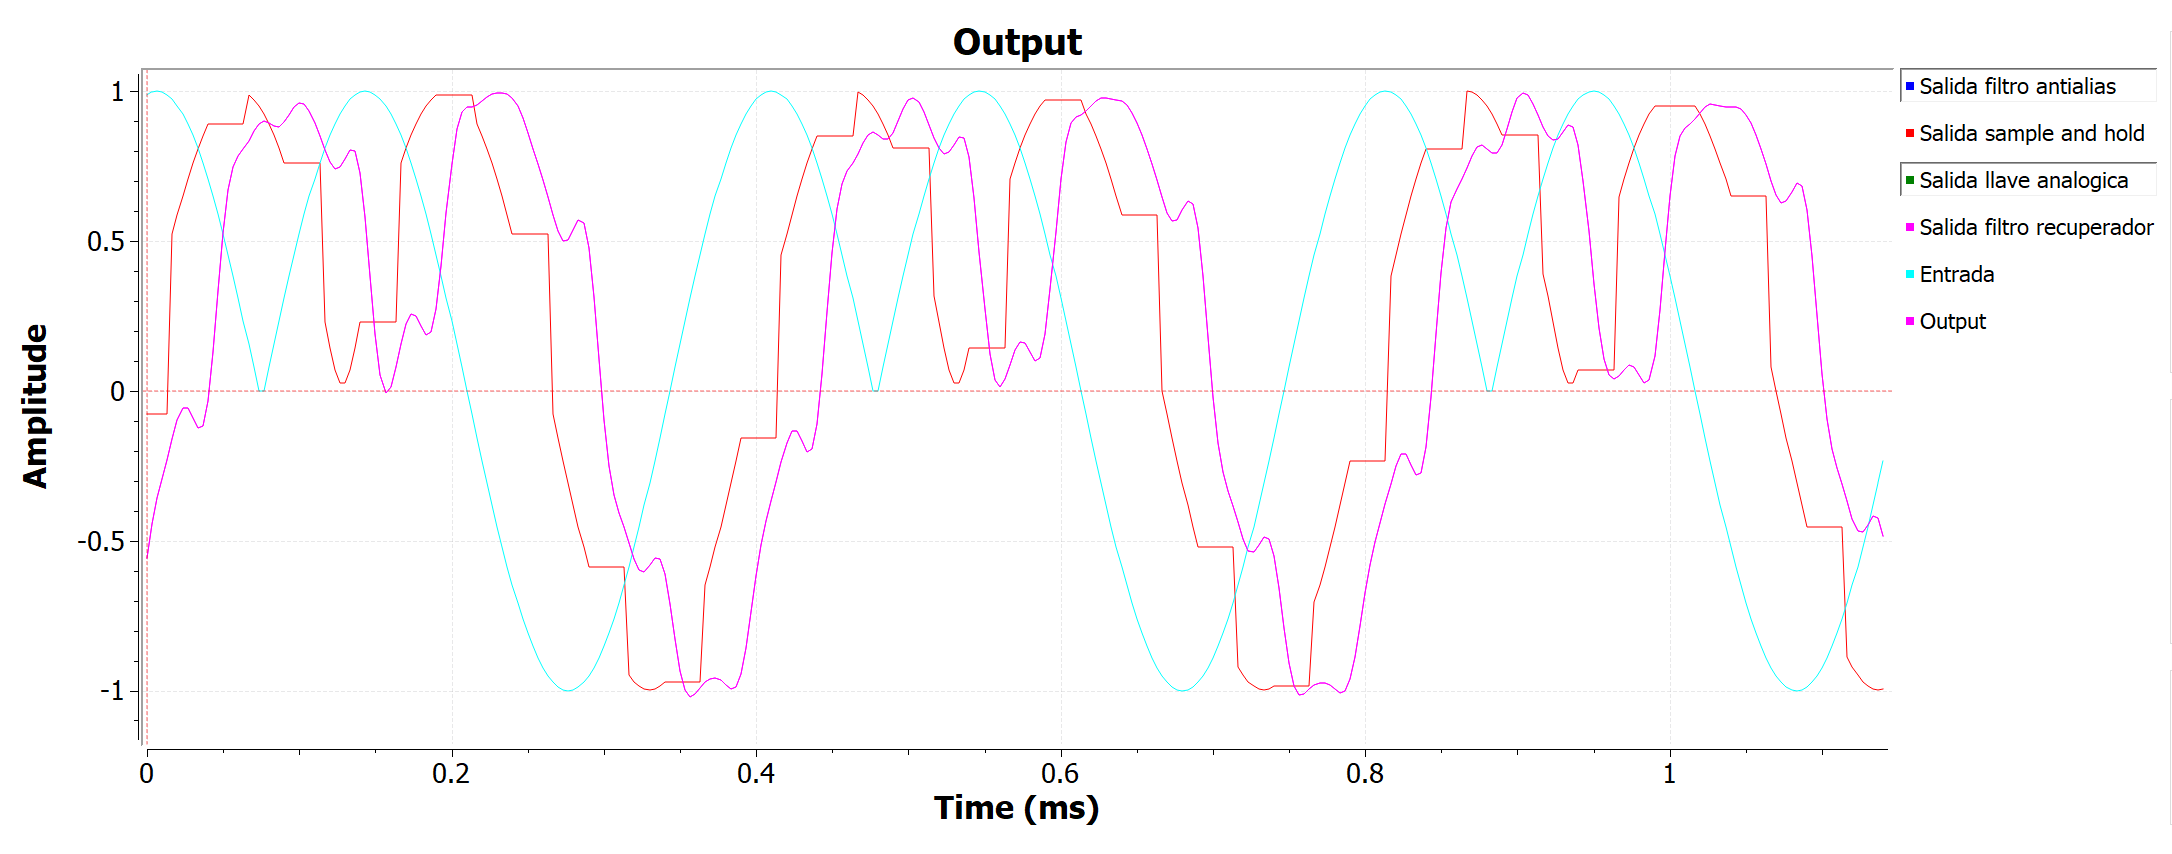 Output
Amplitude
1
0.5
0
-0.5
-1
0
0.2
0.4
0.6
0.8
1
Time (ms)
Salida filtro antialias
Salida sample and hold
Salida llave analogica
Salida filtro recuperador
Entrada
Output